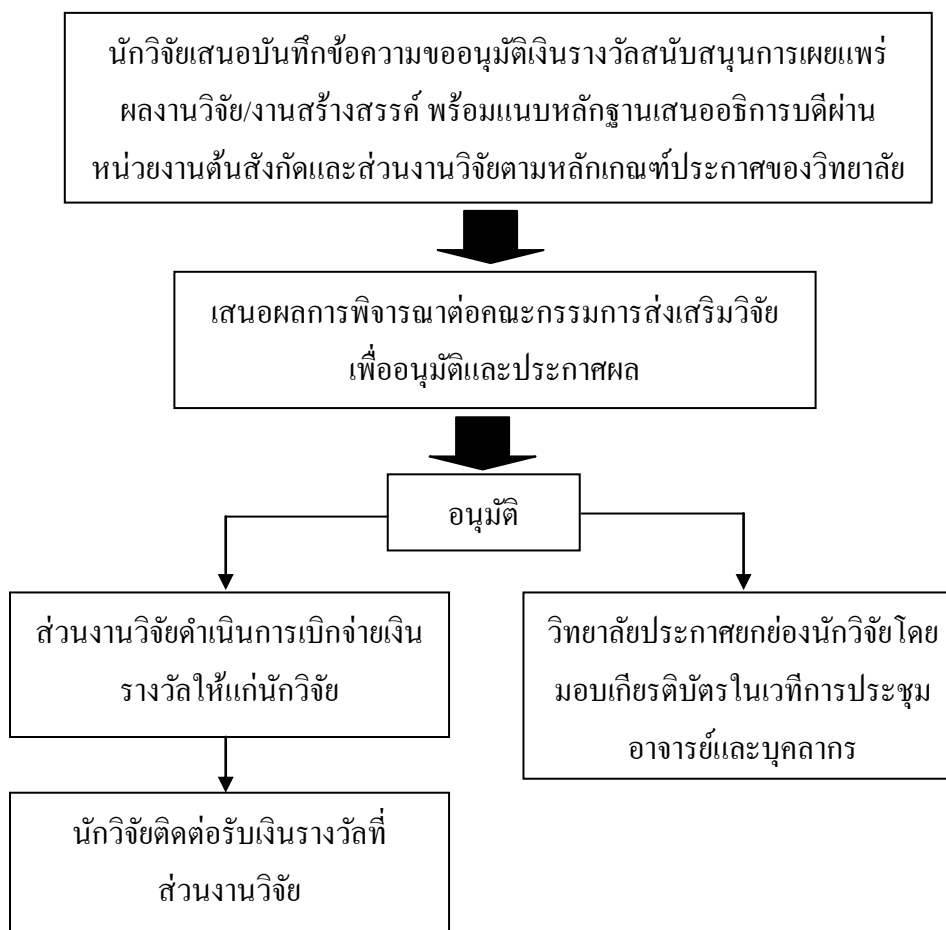 นักวิจัยเสนอบันทึกข้อความขออนุมัติเงินรางวัลสนับสนุนการเผยแพร่
ผลงานวิจัย/งานสร้างสรรค์ พร้อมแนบหลักฐานเสนออธิการบดีผ่าน
หน่วยงานต้นสังกัดและส่วนงานวิจัยตามหลักเกณฑ์ประกาศของวิทยาลัย
เสนอผลการพิจารณาต่อคณะกรรมการส่งเสริมวิจัย
เพื่ออนุมัติและประกาศผล
อนุมัติ
ส่วนงานวิจัยดำเนินการเบิกจ่ายเงิน
รางวัลให้แก่นักวิจัย
วิทยาลัยประกาศยกย่องนักวิจัยโดย
มอบเกียรติบัตรในเวทีการประชุม
อาจารย์และบุคลากร
นักวิจัยติดต่อรับเงินรางวัลที่
ส่วนงานวิจัย